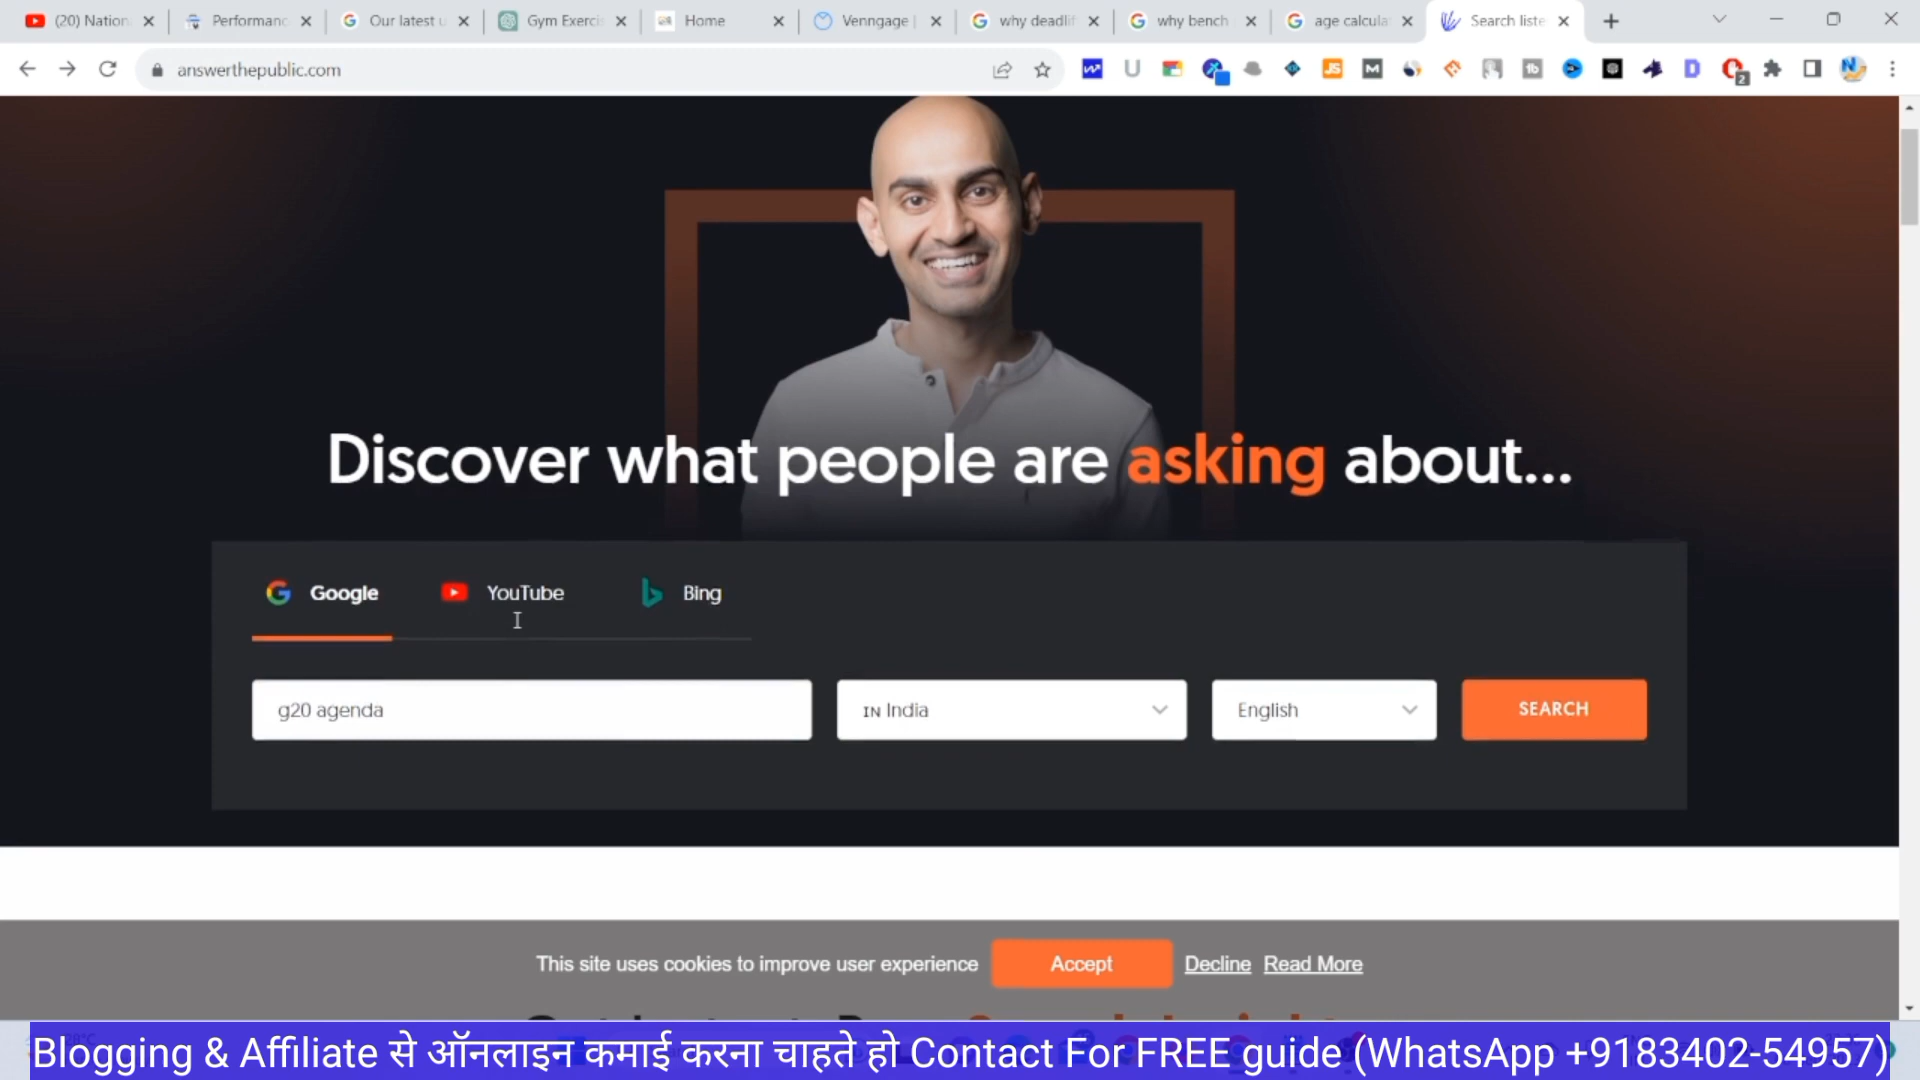 (20) Nation
Performanc
Our latest u
Gym Exerci
Home
Venngage |
why deadlif
why bench
age calcula
Search liste
answerthepublic.com
Discover what people are asking about...
Google
YouTube
Bing
g20 agenda
IN India
English
SEARCH
This site uses cookies to improve user experience
Accept
Decline
Read More
Blogging & Affiliate से ऑनलाइन कमाई करना चाहते हो Contact For FREE guide (WhatsApp +9183402-54957)